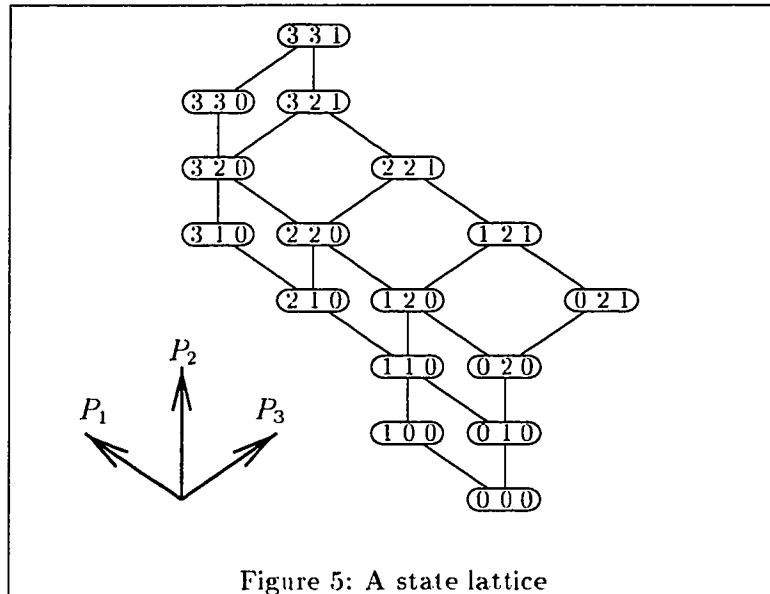 3 3 1
3 3 0 3 2 1
3 2 0 2 2 1
3 1 0 2 2 0 1 2 1
2 1 0 1 2 0 0 2 1
P2
1 1 0 0 2 0
P1 P3
1 0 0 0 1 0
0 0 0
Figure 5: A state lattice